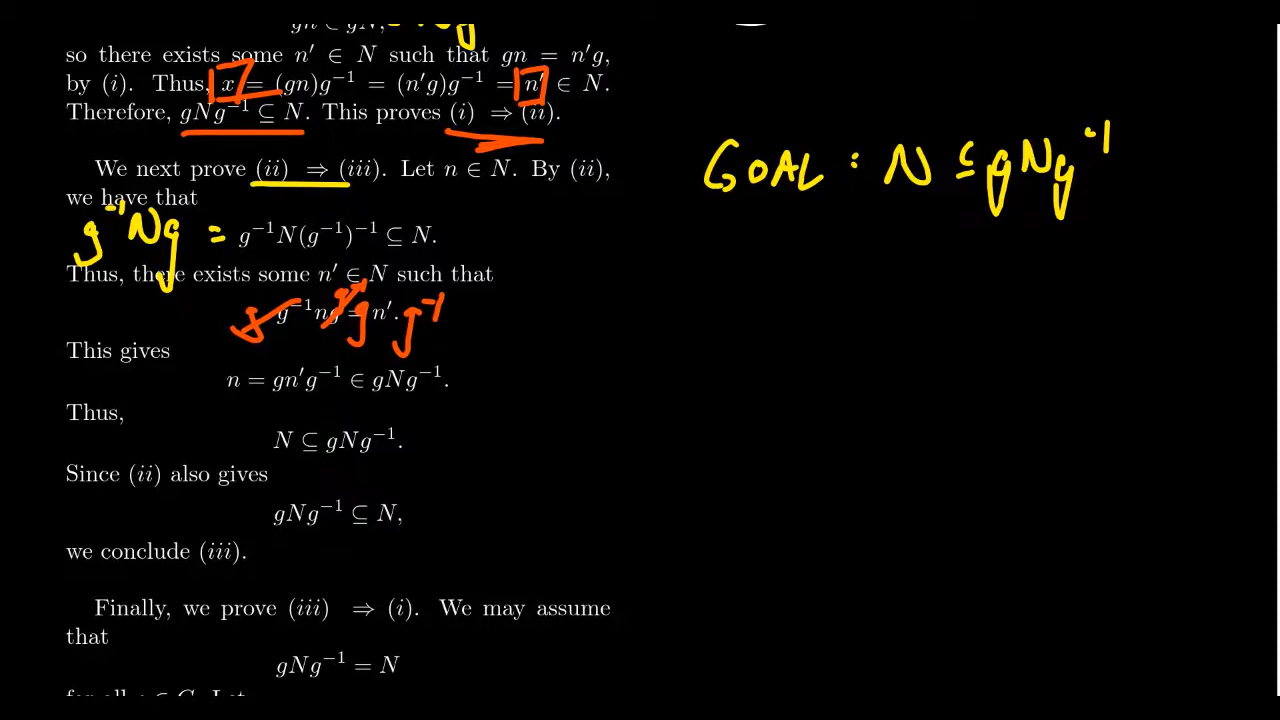 gn ∈ gN,
so there exists some n′ ∈ N such that gn = n′g,
by (i). Thus, x = (gn)g⁻¹ = (n′g)g⁻¹ = n′ ∈ N.
Therefore, gNg⁻¹ ⊆ N. This proves (i) ⇒ (ii).
We next prove (ii) ⇒ (iii). Let n ∈ N. By (ii),
we have that
g⁻¹Ng = g⁻¹N(g⁻¹)⁻¹ ⊆ N.
Thus, there exists some n′ ∈ N such that
g g⁻¹ng = g n′. g⁻¹
This gives
n = gn′g⁻¹ ∈ gNg⁻¹.
Thus,
N ⊆ gNg⁻¹.
Since (ii) also gives
gNg⁻¹ ⊆ N,
we conclude (iii).
Finally, we prove (iii) ⇒ (i). We may assume
that
gNg⁻¹ = N
GOAL : N ⊆ gNg⁻¹